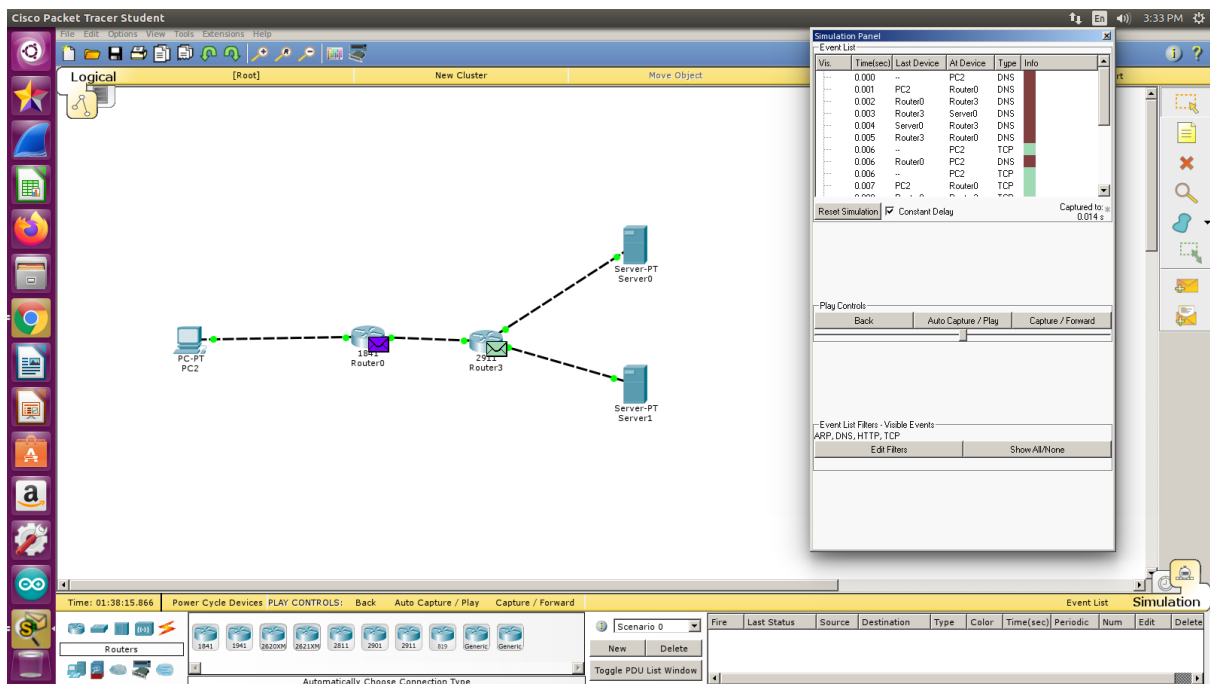 Cisco Packet Tracer Student
En
3:33 PM
File Edit Options View Tools Extensions Help
Logical
[Root]
New Cluster
Move Object
Simulation Panel
Event List
Vis. Time(sec) Last Device At Device Type Info
0.000 -- PC2 DNS
0.001 PC2 Router0 DNS
0.002 Router0 Router3 DNS
0.003 Router3 Server0 DNS
0.004 Server0 Router3 DNS
0.005 Router3 Router0 DNS
0.006 -- PC2 TCP
0.006 Router0 PC2 DNS
0.006 -- PC2 TCP
0.007 PC2 Router0 TCP
Reset Simulation
Constant Delay
Captured to: *
0.014 s
Play Controls
Back
Auto Capture / Play
Capture / Forward
Event List Filters - Visible Events
ARP, DNS, HTTP, TCP
Edit Filters
Show All/None
Server-PT
Server0
PC-PT
PC2
1841
Router0
2911
Router3
Server-PT
Server1
Time: 01:38:15.866
Power Cycle Devices PLAY CONTROLS: Back Auto Capture / Play Capture / Forward
Event List
Simulation
Routers
1841 1941 2620XM 2621XM 2811 2901 2911 819 Generic Generic
Automatically Choose Connection Type
Scenario 0
New
Delete
Toggle PDU List Window
Fire Last Status Source Destination Type Color Time(sec) Periodic Num Edit Delete